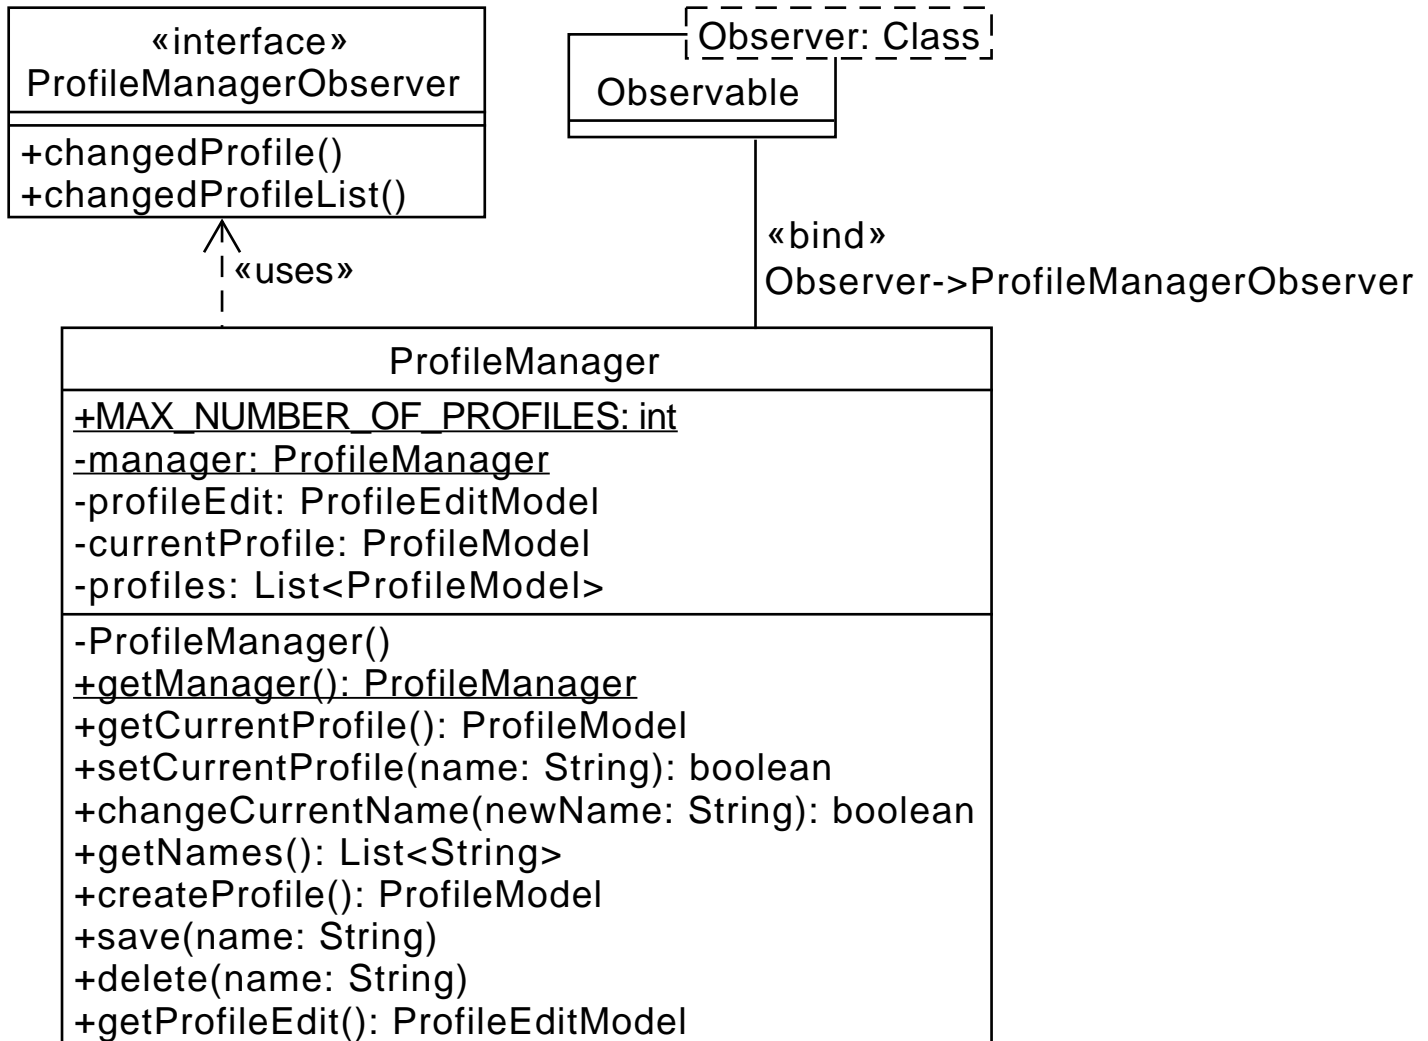 «interface»
ProfileManagerObserver
+changedProfile()
+changedProfileList()
Observer: Class
Observable
«uses»
«bind»
Observer->ProfileManagerObserver
ProfileManager
+MAX_NUMBER_OF_PROFILES: int
-manager: ProfileManager
-profileEdit: ProfileEditModel
-currentProfile: ProfileModel
-profiles: List<ProfileModel>
-ProfileManager()
+getManager(): ProfileManager
+getCurrentProfile(): ProfileModel
+setCurrentProfile(name: String): boolean
+changeCurrentName(newName: String): boolean
+getNames(): List<String>
+createProfile(): ProfileModel
+save(name: String)
+delete(name: String)
+getProfileEdit(): ProfileEditModel